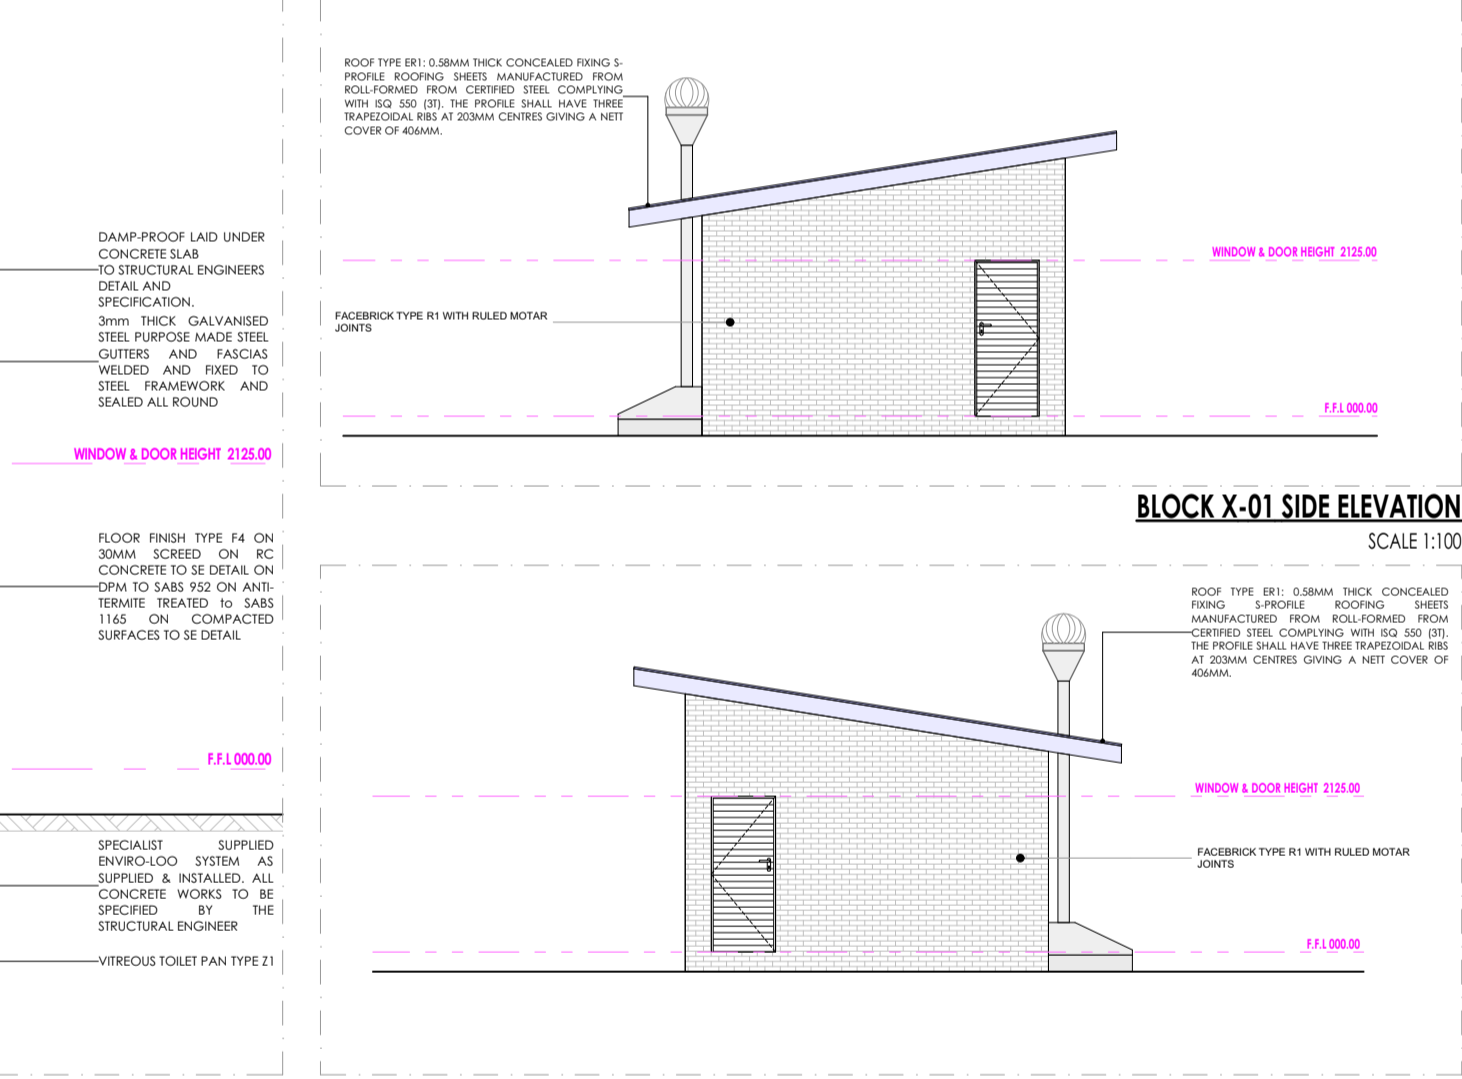 DAMP-PROOF LAID UNDER
CONCRETE SLAB
TO STRUCTURAL ENGINEERS
DETAIL AND
SPECIFICATION.
3mm THICK GALVANISED
STEEL PURPOSE MADE STEEL
GUTTERS AND FASCIAS
WELDED AND FIXED TO
STEEL FRAMEWORK AND
SEALED ALL ROUND
WINDOW & DOOR HEIGHT 2125.00
FLOOR FINISH TYPE F4 ON
30MM SCREED ON RC
CONCRETE TO SE DETAIL ON
DPM TO SABS 952 ON ANTI-
TERMITE TREATED to SABS
1165 ON COMPACTED
SURFACES TO SE DETAIL
F.F.L 000.00
SPECIALIST SUPPLIED
ENVIRO-LOO SYSTEM AS
SUPPLIED & INSTALLED. ALL
CONCRETE WORKS TO BE
SPECIFIED BY THE
STRUCTURAL ENGINEER
VITREOUS TOILET PAN TYPE Z1
ROOF TYPE ER1: 0.58MM THICK CONCEALED FIXING S-
PROFILE ROOFING SHEETS MANUFACTURED FROM
ROLL-FORMED FROM CERTIFIED STEEL COMPLYING
WITH ISQ 550 (3T). THE PROFILE SHALL HAVE THREE
TRAPEZOIDAL RIBS AT 203MM CENTRES GIVING A NETT
COVER OF 406MM.
WINDOW & DOOR HEIGHT 2125.00
FACEBRICK TYPE R1 WITH RULED MOTAR
JOINTS
F.F.L 000.00
BLOCK X-01 SIDE ELEVATION
SCALE 1:100
ROOF TYPE ER1: 0.58MM THICK CONCEALED
FIXING S-PROFILE ROOFING SHEETS
MANUFACTURED FROM ROLL-FORMED FROM
CERTIFIED STEEL COMPLYING WITH ISQ 550 (3T).
THE PROFILE SHALL HAVE THREE TRAPEZOIDAL RIBS
AT 203MM CENTRES GIVING A NETT COVER OF
406MM.
WINDOW & DOOR HEIGHT 2125.00
FACEBRICK TYPE R1 WITH RULED MOTAR
JOINTS
F.F.L 000.00